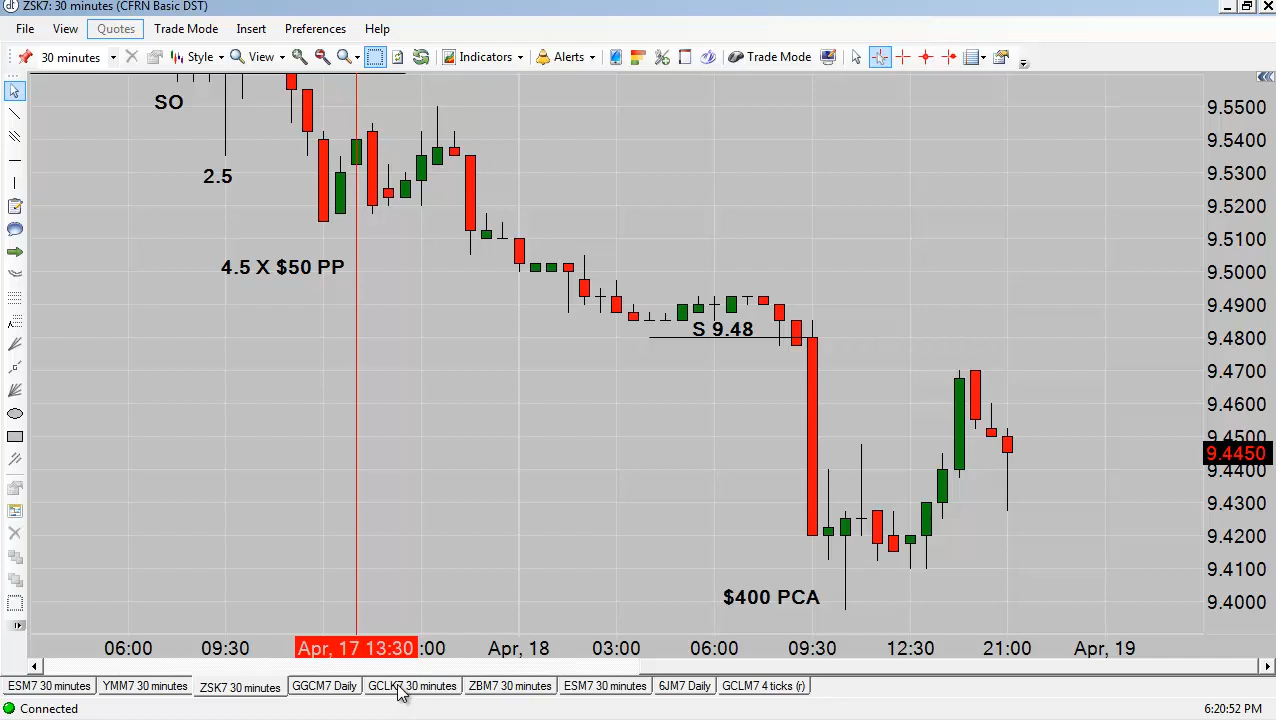 dt ZSK7: 30 minutes (CFRN Basic DST)
File View Quotes Trade Mode Insert Preferences Help
30 minutes Style View Indicators Alerts Trade Mode
SO
2.5
4.5 X $50 PP
S 9.48
$400 PCA
9.5500
9.5400
9.5300
9.5200
9.5100
9.5000
9.4900
9.4800
9.4700
9.4600
9.4500
9.4450
9.4400
9.4300
9.4200
9.4100
9.4000
06:00 09:30 Apr, 17 13:30 :00 Apr, 18 03:00 06:00 09:30 12:30 21:00 Apr, 19
ESM7 30 minutes YMM7 30 minutes ZSK7 30 minutes GGCM7 Daily GCLK7 30 minutes ZBM7 30 minutes ESM7 30 minutes 6JM7 Daily GCLM7 4 ticks (r)
Connected 6:20:52 PM